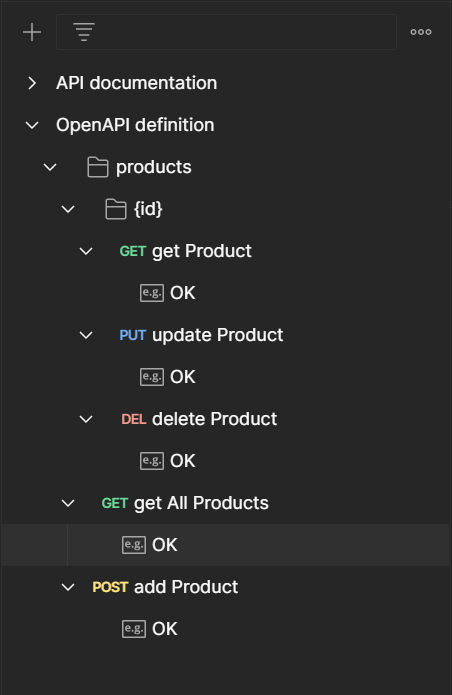 API documentation
OpenAPI definition
products
{id}
GET get Product
e.g. OK
PUT update Product
e.g. OK
DEL delete Product
e.g. OK
GET get All Products
e.g. OK
POST add Product
e.g. OK